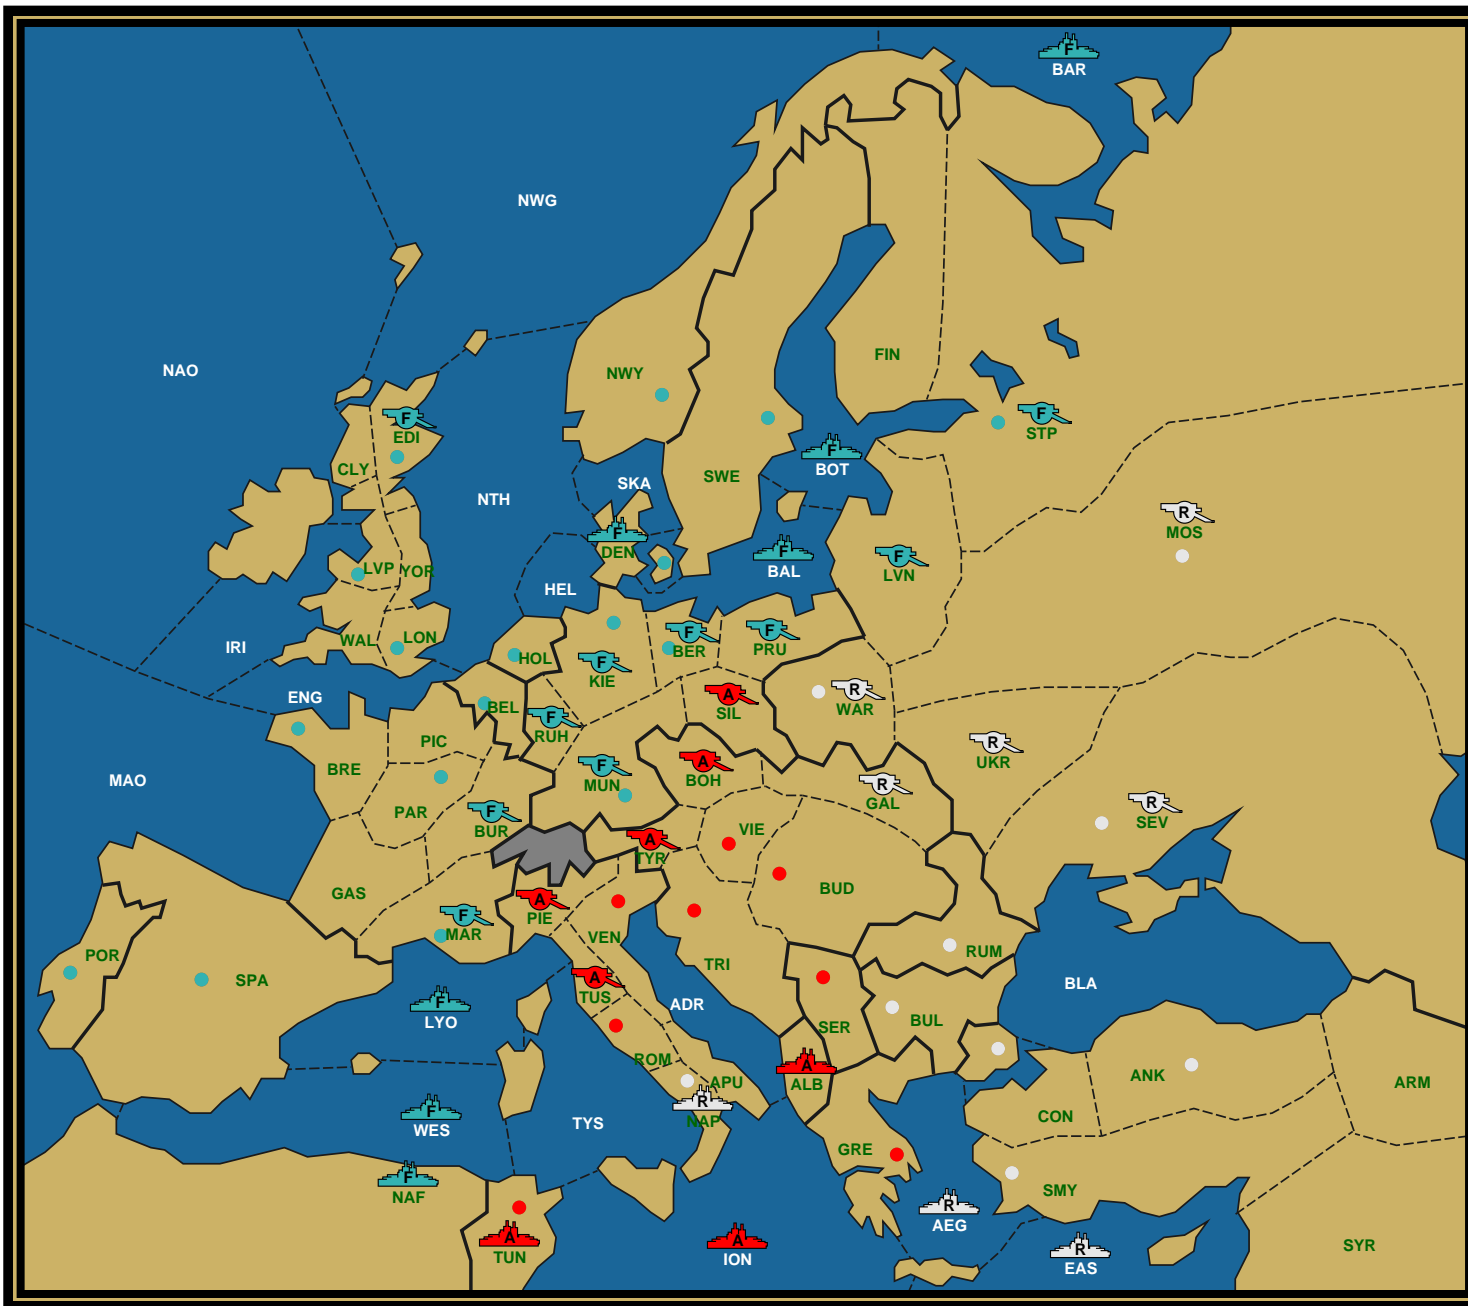 F
BAR
NWG
NAO
FIN
NWY
F
EDI
F
STP
CLY
F
BOT
SWE
SKA
NTH
R
MOS
F
DEN
F
BAL
F
LVN
LVP
YOR
HEL
IRI
WAL
LON
F
BER
F
PRU
HOL
F
KIE
ENG
BEL
A
SIL
R
WAR
F
RUH
PIC
R
UKR
BRE
MAO
F
MUN
A
BOH
R
GAL
PAR
F
BUR
R
SEV
VIE
A
TYR
BUD
GAS
A
PIE
F
MAR
VEN
POR
SPA
TRI
RUM
A
TUS
BLA
F
LYO
ADR
BUL
SER
ROM
A
ALB
APU
ANK
ARM
R
NAP
F
WES
TYS
CON
GRE
F
NAF
SMY
R
AEG
A
TUN
A
ION
R
EAS
SYR